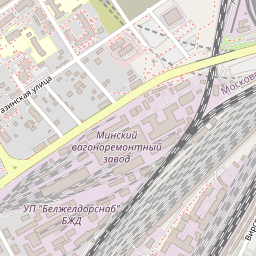 азинская улица
Московс
Минский
вагоноремонтный
завод
УП "Белжелдорснаб"
БЖД
Вирс